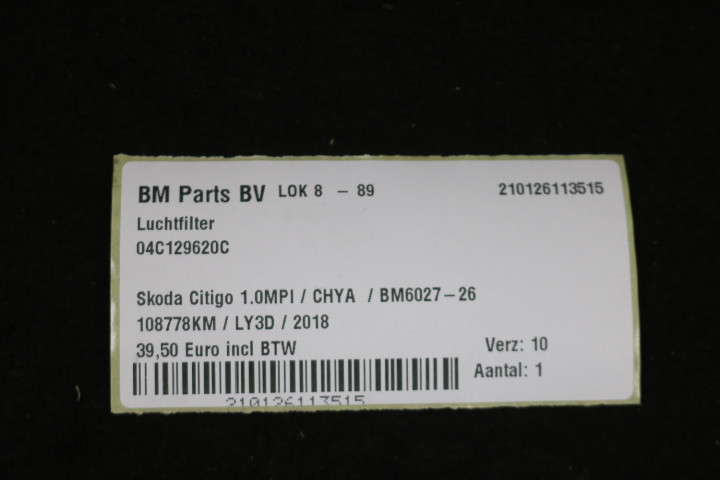 BM Parts BV LOK 8 - 89 210126113515
Luchtfilter
04C129620C
Skoda Citigo 1.0MPI / CHYA / BM6027-26
108778KM / LY3D / 2018
39,50 Euro incl BTW Verz: 10
Aantal: 1
210126113515